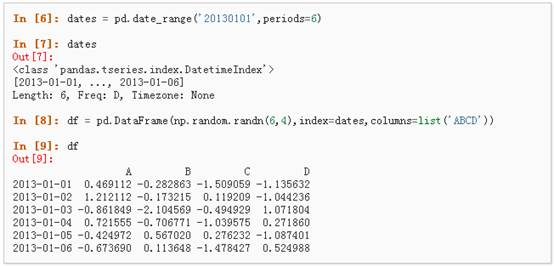 In [6]: dates = pd.date_range('20130101',periods=6)
In [7]: dates
Out[7]:
<class 'pandas.tseries.index.DatetimeIndex'>
[2013-01-01, ..., 2013-01-06]
Length: 6, Freq: D, Timezone: None
In [8]: df = pd.DataFrame(np.random.randn(6,4),index=dates,columns=list('ABCD'))
In [9]: df
Out[9]:
A B C D
2013-01-01 0.469112 -0.282863 -1.509059 -1.135632
2013-01-02 1.212112 -0.173215 0.119209 -1.044236
2013-01-03 -0.861849 -2.104569 -0.494929 1.071804
2013-01-04 0.721555 -0.706771 -1.039575 0.271860
2013-01-05 -0.424972 0.567020 0.276232 -1.087401
2013-01-06 -0.673690 0.113648 -1.478427 0.524988